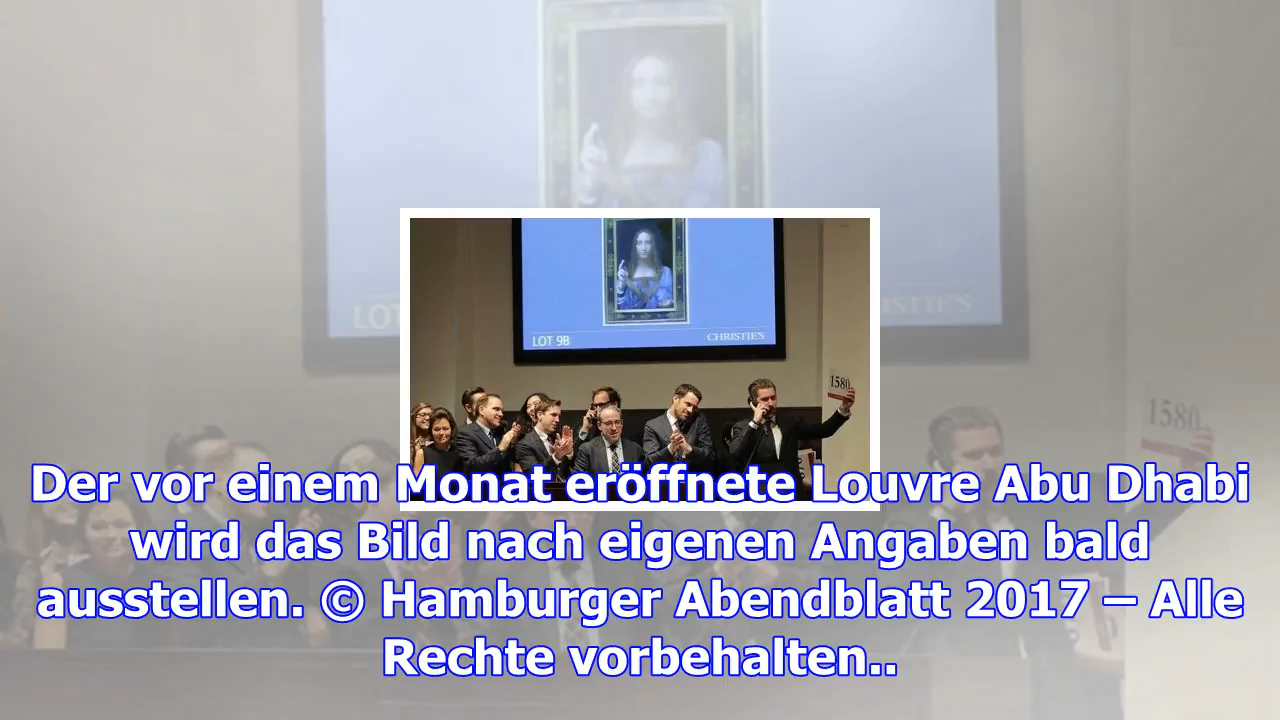 LOT 9B
CHRISTIE'S
1580
1580
Der vor einem Monat eröffnete Louvre Abu Dhabi
wird das Bild nach eigenen Angaben bald
ausstellen. © Hamburger Abendblatt 2017 – Alle
Rechte vorbehalten..